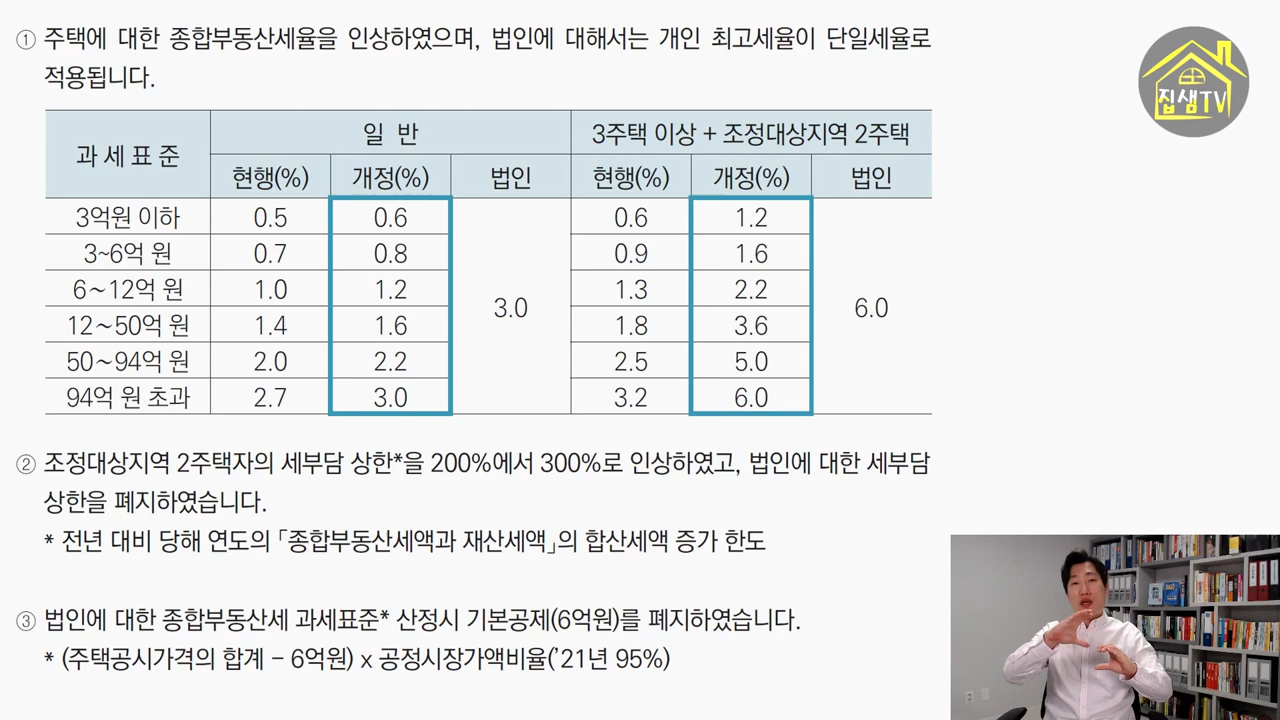 ① 주택에 대한 종합부동산세율을 인상하였으며, 법인에 대해서는 개인 최고세율이 단일세율로
적용됩니다.
집샘TV
과 세 표 준 일 반 3주택 이상 + 조정대상지역 2주택
현행(%) 개정(%) 법인 현행(%) 개정(%) 법인
3억원 이하 0.5 0.6 0.6 1.2
3~6억 원 0.7 0.8 0.9 1.6
6～12억 원 1.0 1.2 1.3 2.2
3.0 6.0
12～50억 원 1.4 1.6 1.8 3.6
50～94억 원 2.0 2.2 2.5 5.0
94억 원 초과 2.7 3.0 3.2 6.0
② 조정대상지역 2주택자의 세부담 상한*을 200%에서 300%로 인상하였고, 법인에 대한 세부담
상한을 폐지하였습니다.
* 전년 대비 당해 연도의 ｢종합부동산세액과 재산세액｣의 합산세액 증가 한도
③ 법인에 대한 종합부동산세 과세표준* 산정시 기본공제(6억원)를 폐지하였습니다.
* (주택공시가격의 합계 – 6억원) x 공정시장가액비율(’21년 95%)